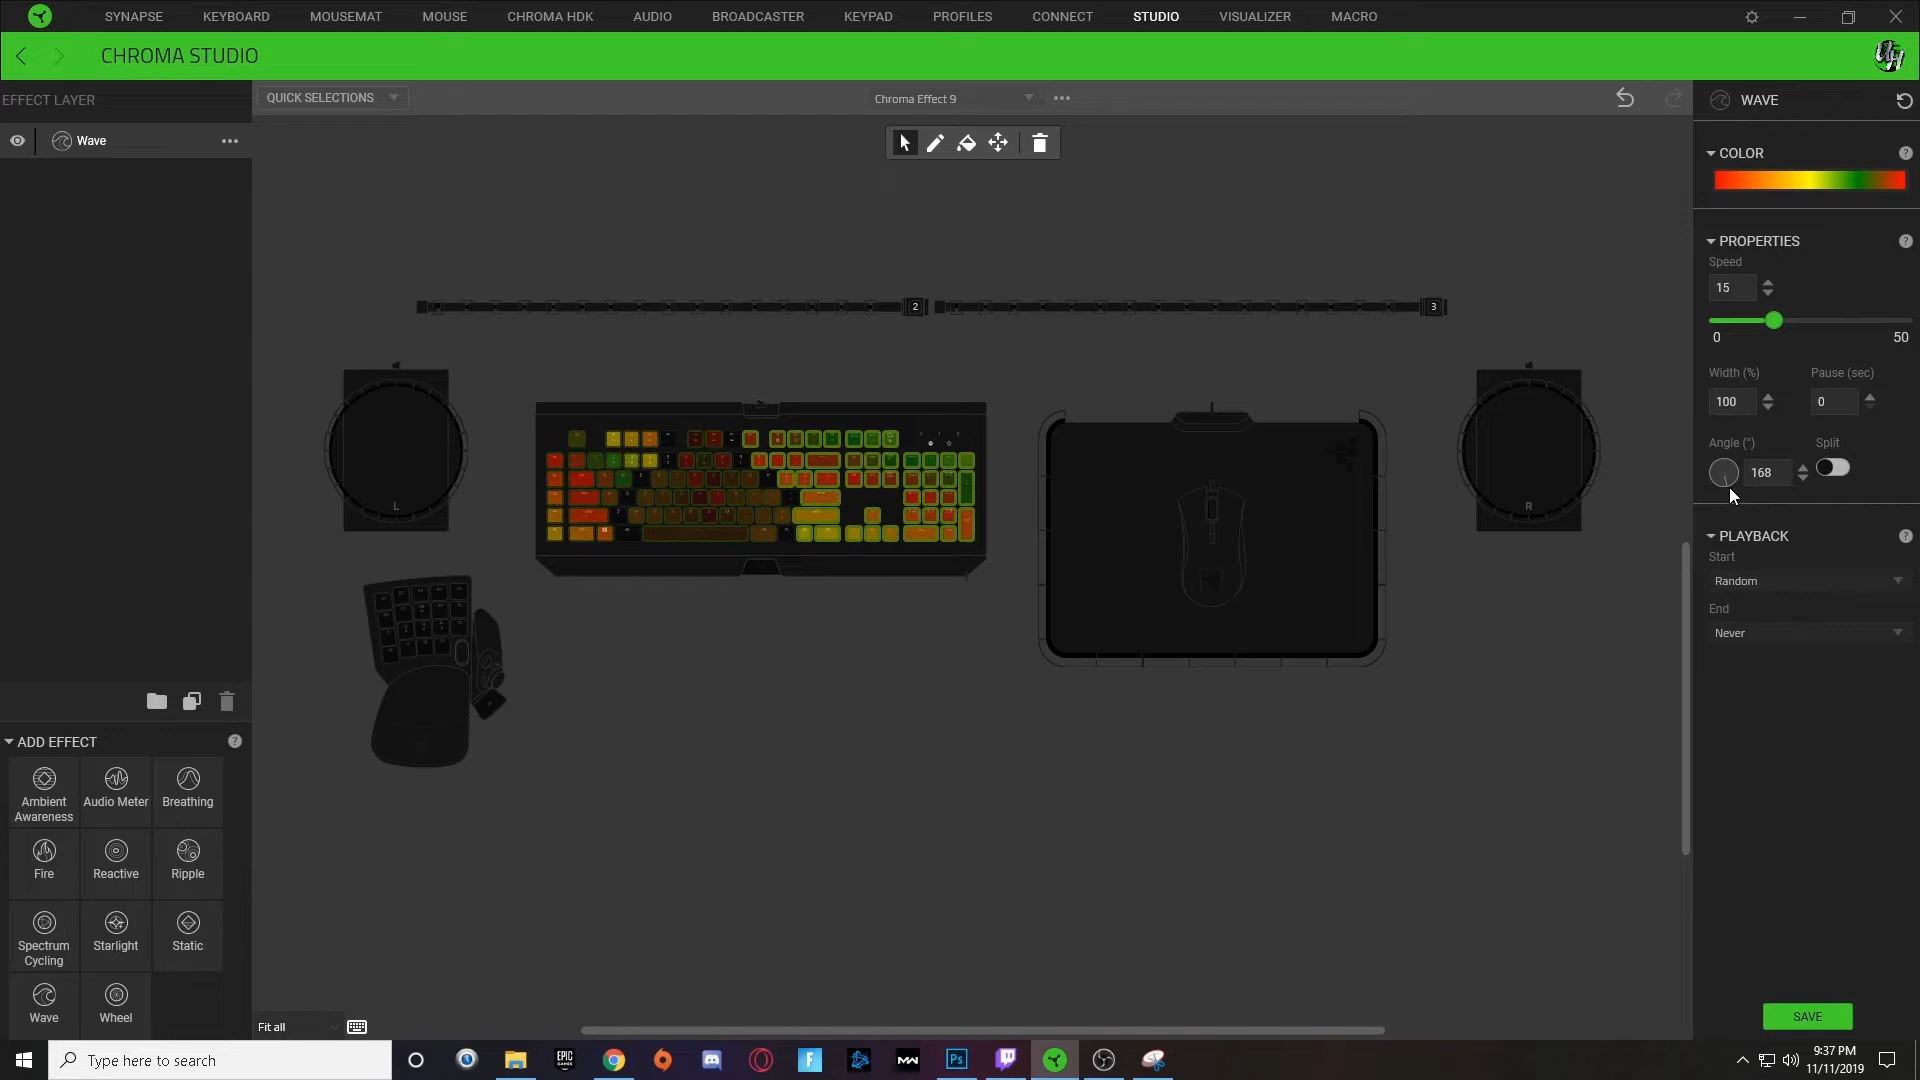 SYNAPSE KEYBOARD MOUSEMAT MOUSE CHROMA HDK AUDIO BROADCASTER KEYPAD PROFILES CONNECT STUDIO VISUALIZER MACRO
CHROMA STUDIO
EFFECT LAYER
QUICK SELECTIONS
Chroma Effect 9
WAVE
Wave
COLOR
PROPERTIES
Speed
15
0 50
Width (%) Pause (sec)
100 0
Angle (°) Split
168
PLAYBACK
Start
Random
End
Never
2
3
L
R
ADD EFFECT
Ambient Awareness
Audio Meter
Breathing
Fire
Reactive
Ripple
Spectrum Cycling
Starlight
Static
Wave
Wheel
Fit all
SAVE
Type here to search
EPIC GAMES
Ps
9:37 PM
11/11/2019